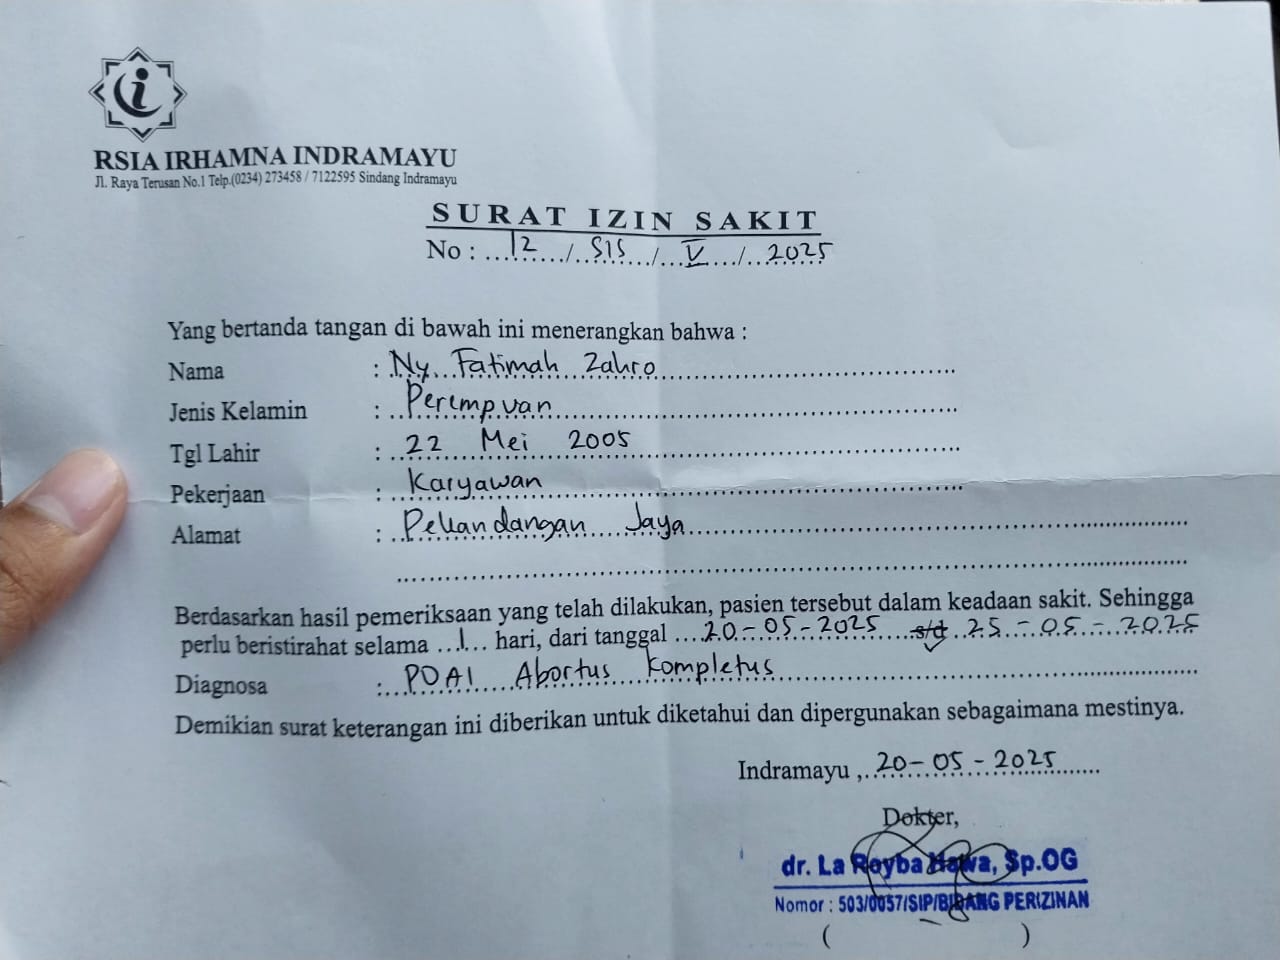 i
RSIA IRHAMNA INDRAMAYU
Jl. Raya Terusan No.1 Telp.(0234) 273458 / 7122595 Sindang Indramayu
SURAT IZIN SAKIT
No : 12 / SIS / V / 2025
Yang bertanda tangan di bawah ini menerangkan bahwa :
Nama : Ny Fatimah Zahro
Jenis Kelamin : Perempuan
Tgl Lahir : 22 Mei 2005
Pekerjaan : Karyawan
Alamat : Pekandangan Jaya
Berdasarkan hasil pemeriksaan yang telah dilakukan, pasien tersebut dalam keadaan sakit. Sehingga
perlu beristirahat selama 1 hari, dari tanggal 20-05-2025 s/d 25-05-2025
Diagnosa : P0A1 Abortus Kompletus
Demikian surat keterangan ini diberikan untuk diketahui dan dipergunakan sebagaimana mestinya.
Indramayu , 20-05-2025
Dokter,
dr. La Royba Hawa, Sp.OG
Nomor : 503/0057/SIP/BIDANG PERIZINAN
( )